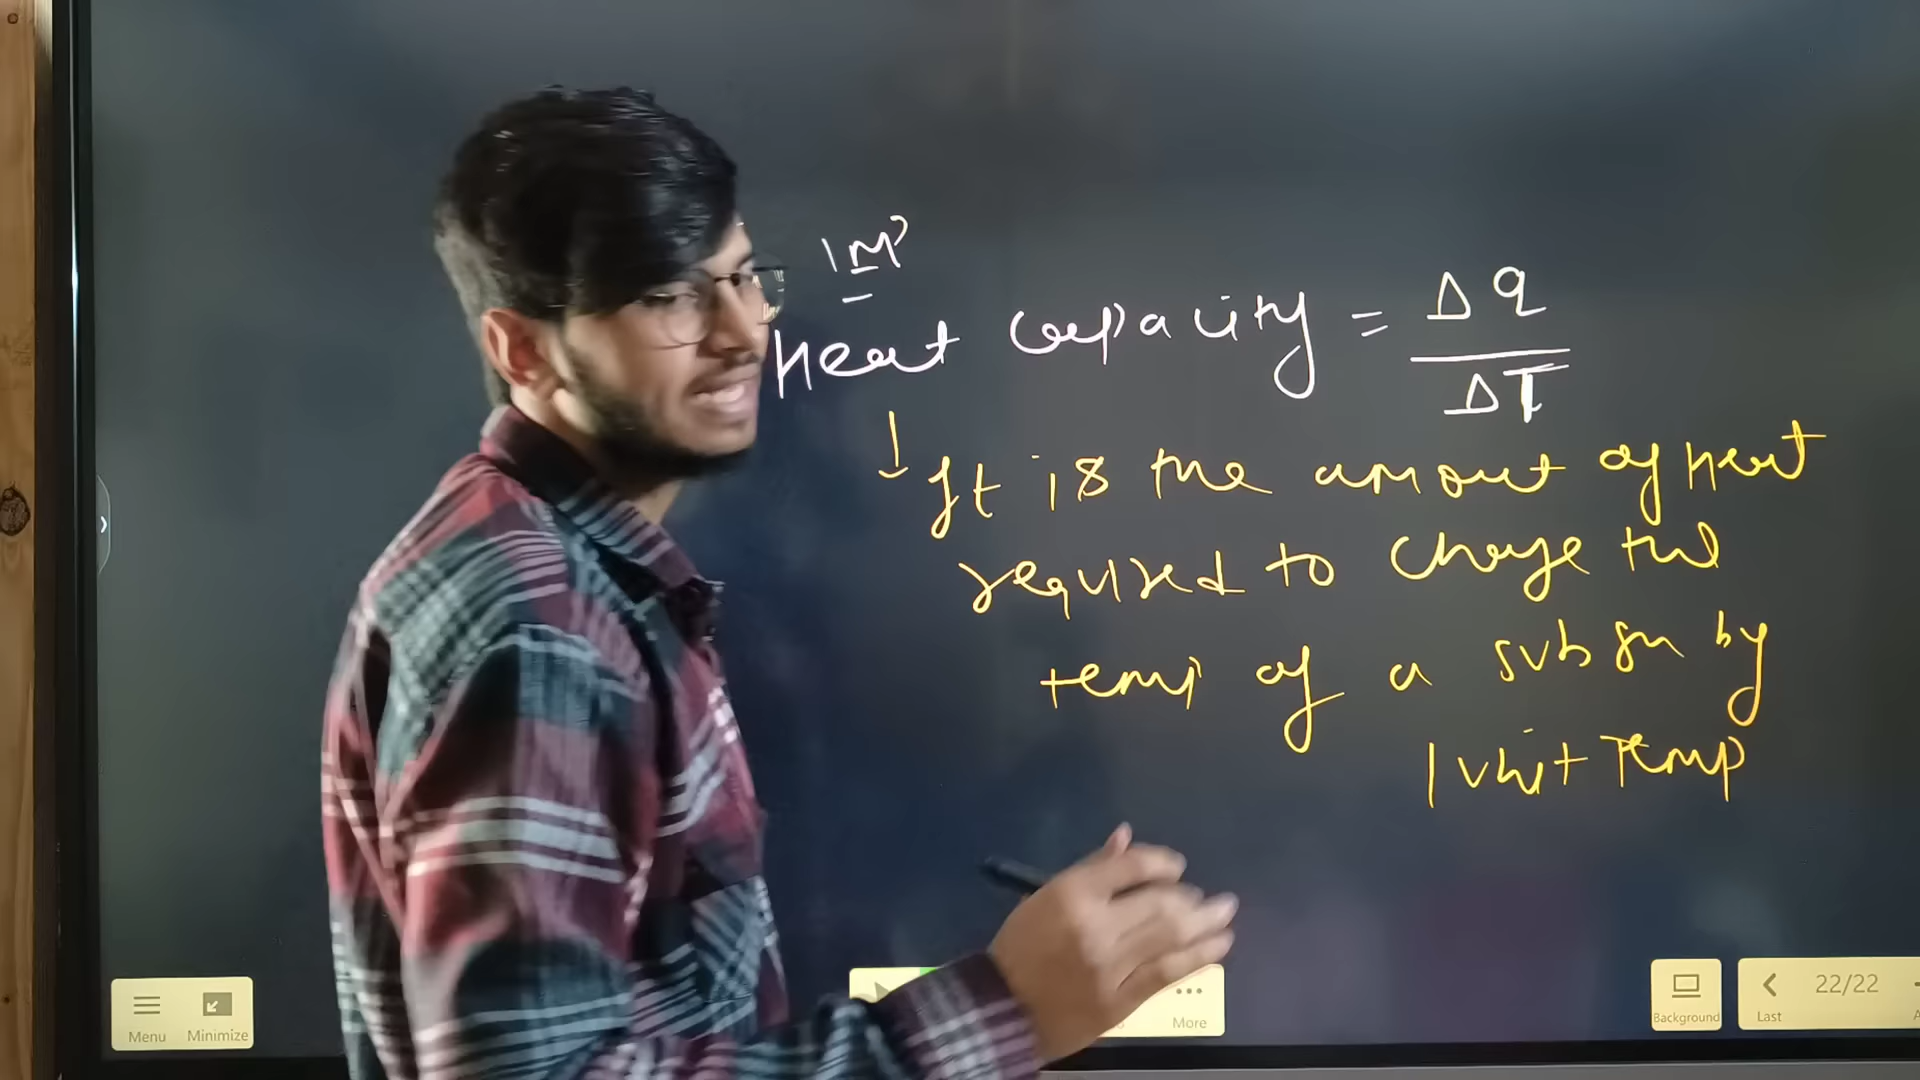 IMP
Heat capacity = Δq / ΔT
It is the amount of heat
required to change the
temp of a subsn by
1 unit Temp
Menu
Minimize
More
Background
Last
22/22